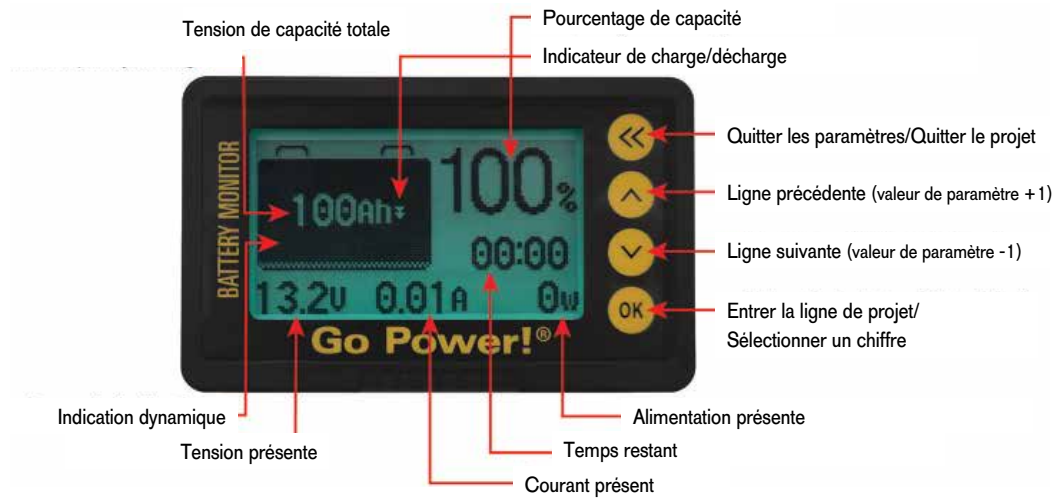 Pourcentage de capacité
Tension de capacité totale
Indicateur de charge/décharge
BATTERY MONITOR
100Ah
100%
00:00
13.2V 0.01A 0W
Go Power!®
OK
Quitter les paramètres/Quitter le projet
Ligne précédente (valeur de paramètre +1)
Ligne suivante (valeur de paramètre -1)
Entrer la ligne de projet/
Sélectionner un chiffre
Indication dynamique
Alimentation présente
Tension présente
Temps restant
Courant présent